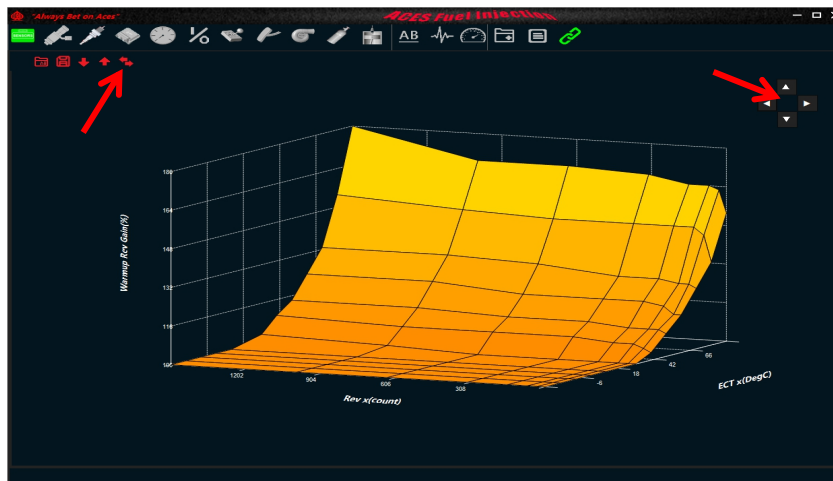 "Always Bet on Aces"
ACES Fuel Injection
AB
180
164
148
132
116
100
Warmup Rev Gain(%)
1202
904
606
308
Rev x(count)
-6
18
42
66
ECT x(DegC)